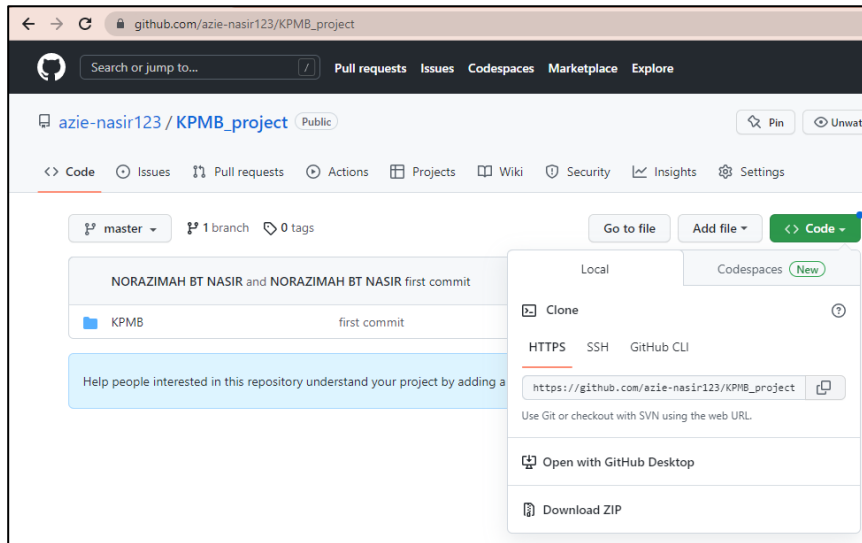 github.com/azie-nasir123/KPMB_project
Search or jump to... / Pull requests Issues Codespaces Marketplace Explore
azie-nasir123 / KPMB_project Public
Pin Unwat
<> Code Issues Pull requests Actions Projects Wiki Security Insights Settings
master 1 branch 0 tags Go to file Add file <> Code
NORAZIMAH BT NASIR and NORAZIMAH BT NASIR first commit
KPMB first commit
Help people interested in this repository understand your project by adding a
Local Codespaces New
Clone
HTTPS SSH GitHub CLI
https://github.com/azie-nasir123/KPMB_project
Use Git or checkout with SVN using the web URL.
Open with GitHub Desktop
Download ZIP